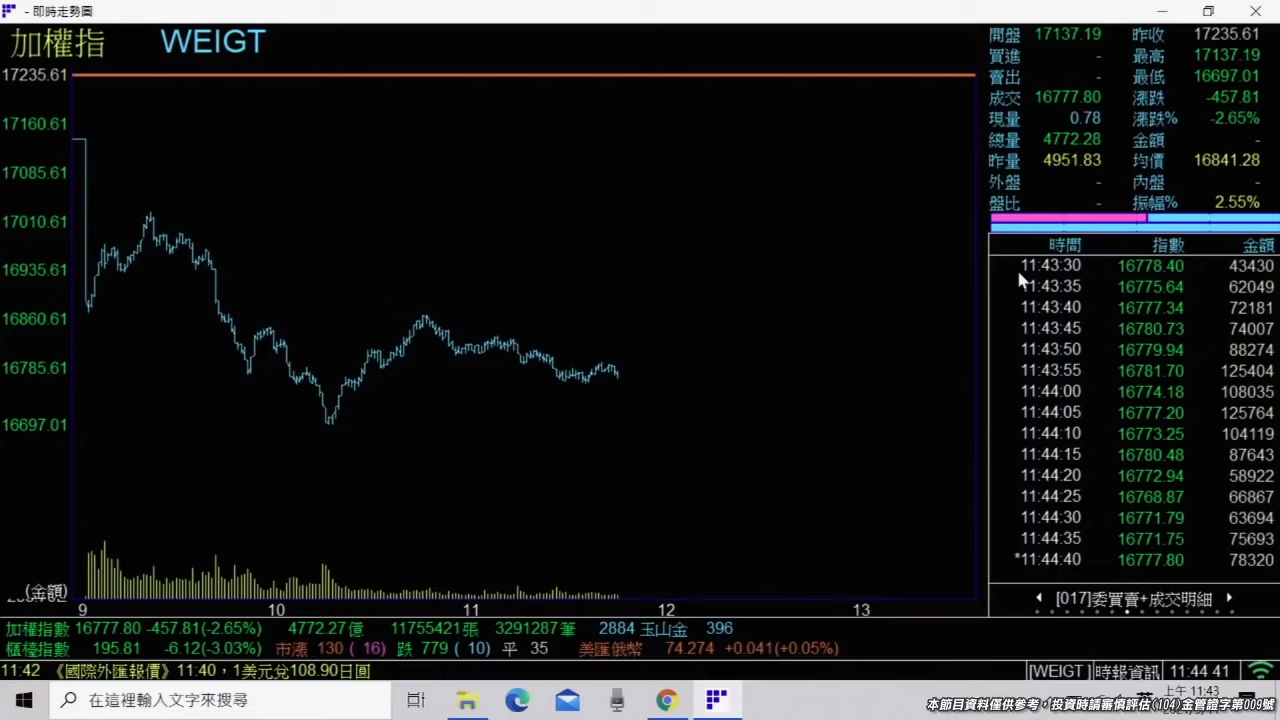 - 即時走勢圖
加權指 WEIGT
17235.61
17160.61
17085.61
17010.61
16935.61
16860.61
16785.61
16697.01
(金額)
9 10 11 12 13
開盤 17137.19 昨收 17235.61
買進 - 最高 17137.19
賣出 - 最低 16697.01
成交 16777.80 漲跌 -457.81
現量 0.78 漲跌% -2.65%
總量 4772.28 金額 -
昨量 4951.83 均價 16841.28
外盤 - 內盤 -
盤比 - 振幅% 2.55%
時間 指數 金額
11:43:30 16778.40 43430
11:43:35 16775.64 62049
11:43:40 16777.34 72181
11:43:45 16780.73 74007
11:43:50 16779.94 88274
11:43:55 16781.70 125404
11:44:00 16774.18 108035
11:44:05 16777.20 125764
11:44:10 16773.25 104119
11:44:15 16780.48 87643
11:44:20 16772.94 58922
11:44:25 16768.87 66867
11:44:30 16771.79 63694
11:44:35 16771.75 75693
*11:44:40 16777.80 78320
[017]委買賣+成交明細
加權指數 16777.80 -457.81(-2.65%) 4772.27億 11755421張 3291287筆 2884 玉山金 396
櫃檯指數 195.81 -6.12(-3.03%) 市漲 130 ( 16) 跌 779 ( 10) 平 35 美匯俄幣 74.274 +0.041(+0.05%)
11:42 《國際外匯報價》11:40，1美元兌108.90日圓 [WEIGT ] 時報資訊 11:44 41
在這裡輸入文字來搜尋
上午 11:43
本節目資料僅供參考，投資時請審慎評估(104)金管證字第009號